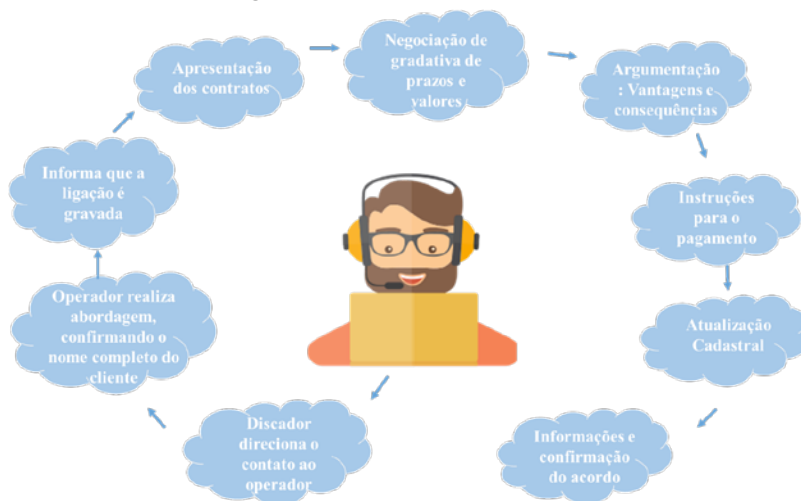 Negociação de
gradativa de
prazos e
valores
Apresentação
dos contratos
Argumentação
: Vantagens e
consequências
Informa que a
ligação é
gravada
Instruções
para o
pagamento
Operador realiza
abordagem,
confirmando o
nome completo do
cliente
Atualização
Cadastral
Discador
direciona o
contato ao
operador
Informações e
confirmação
do acordo